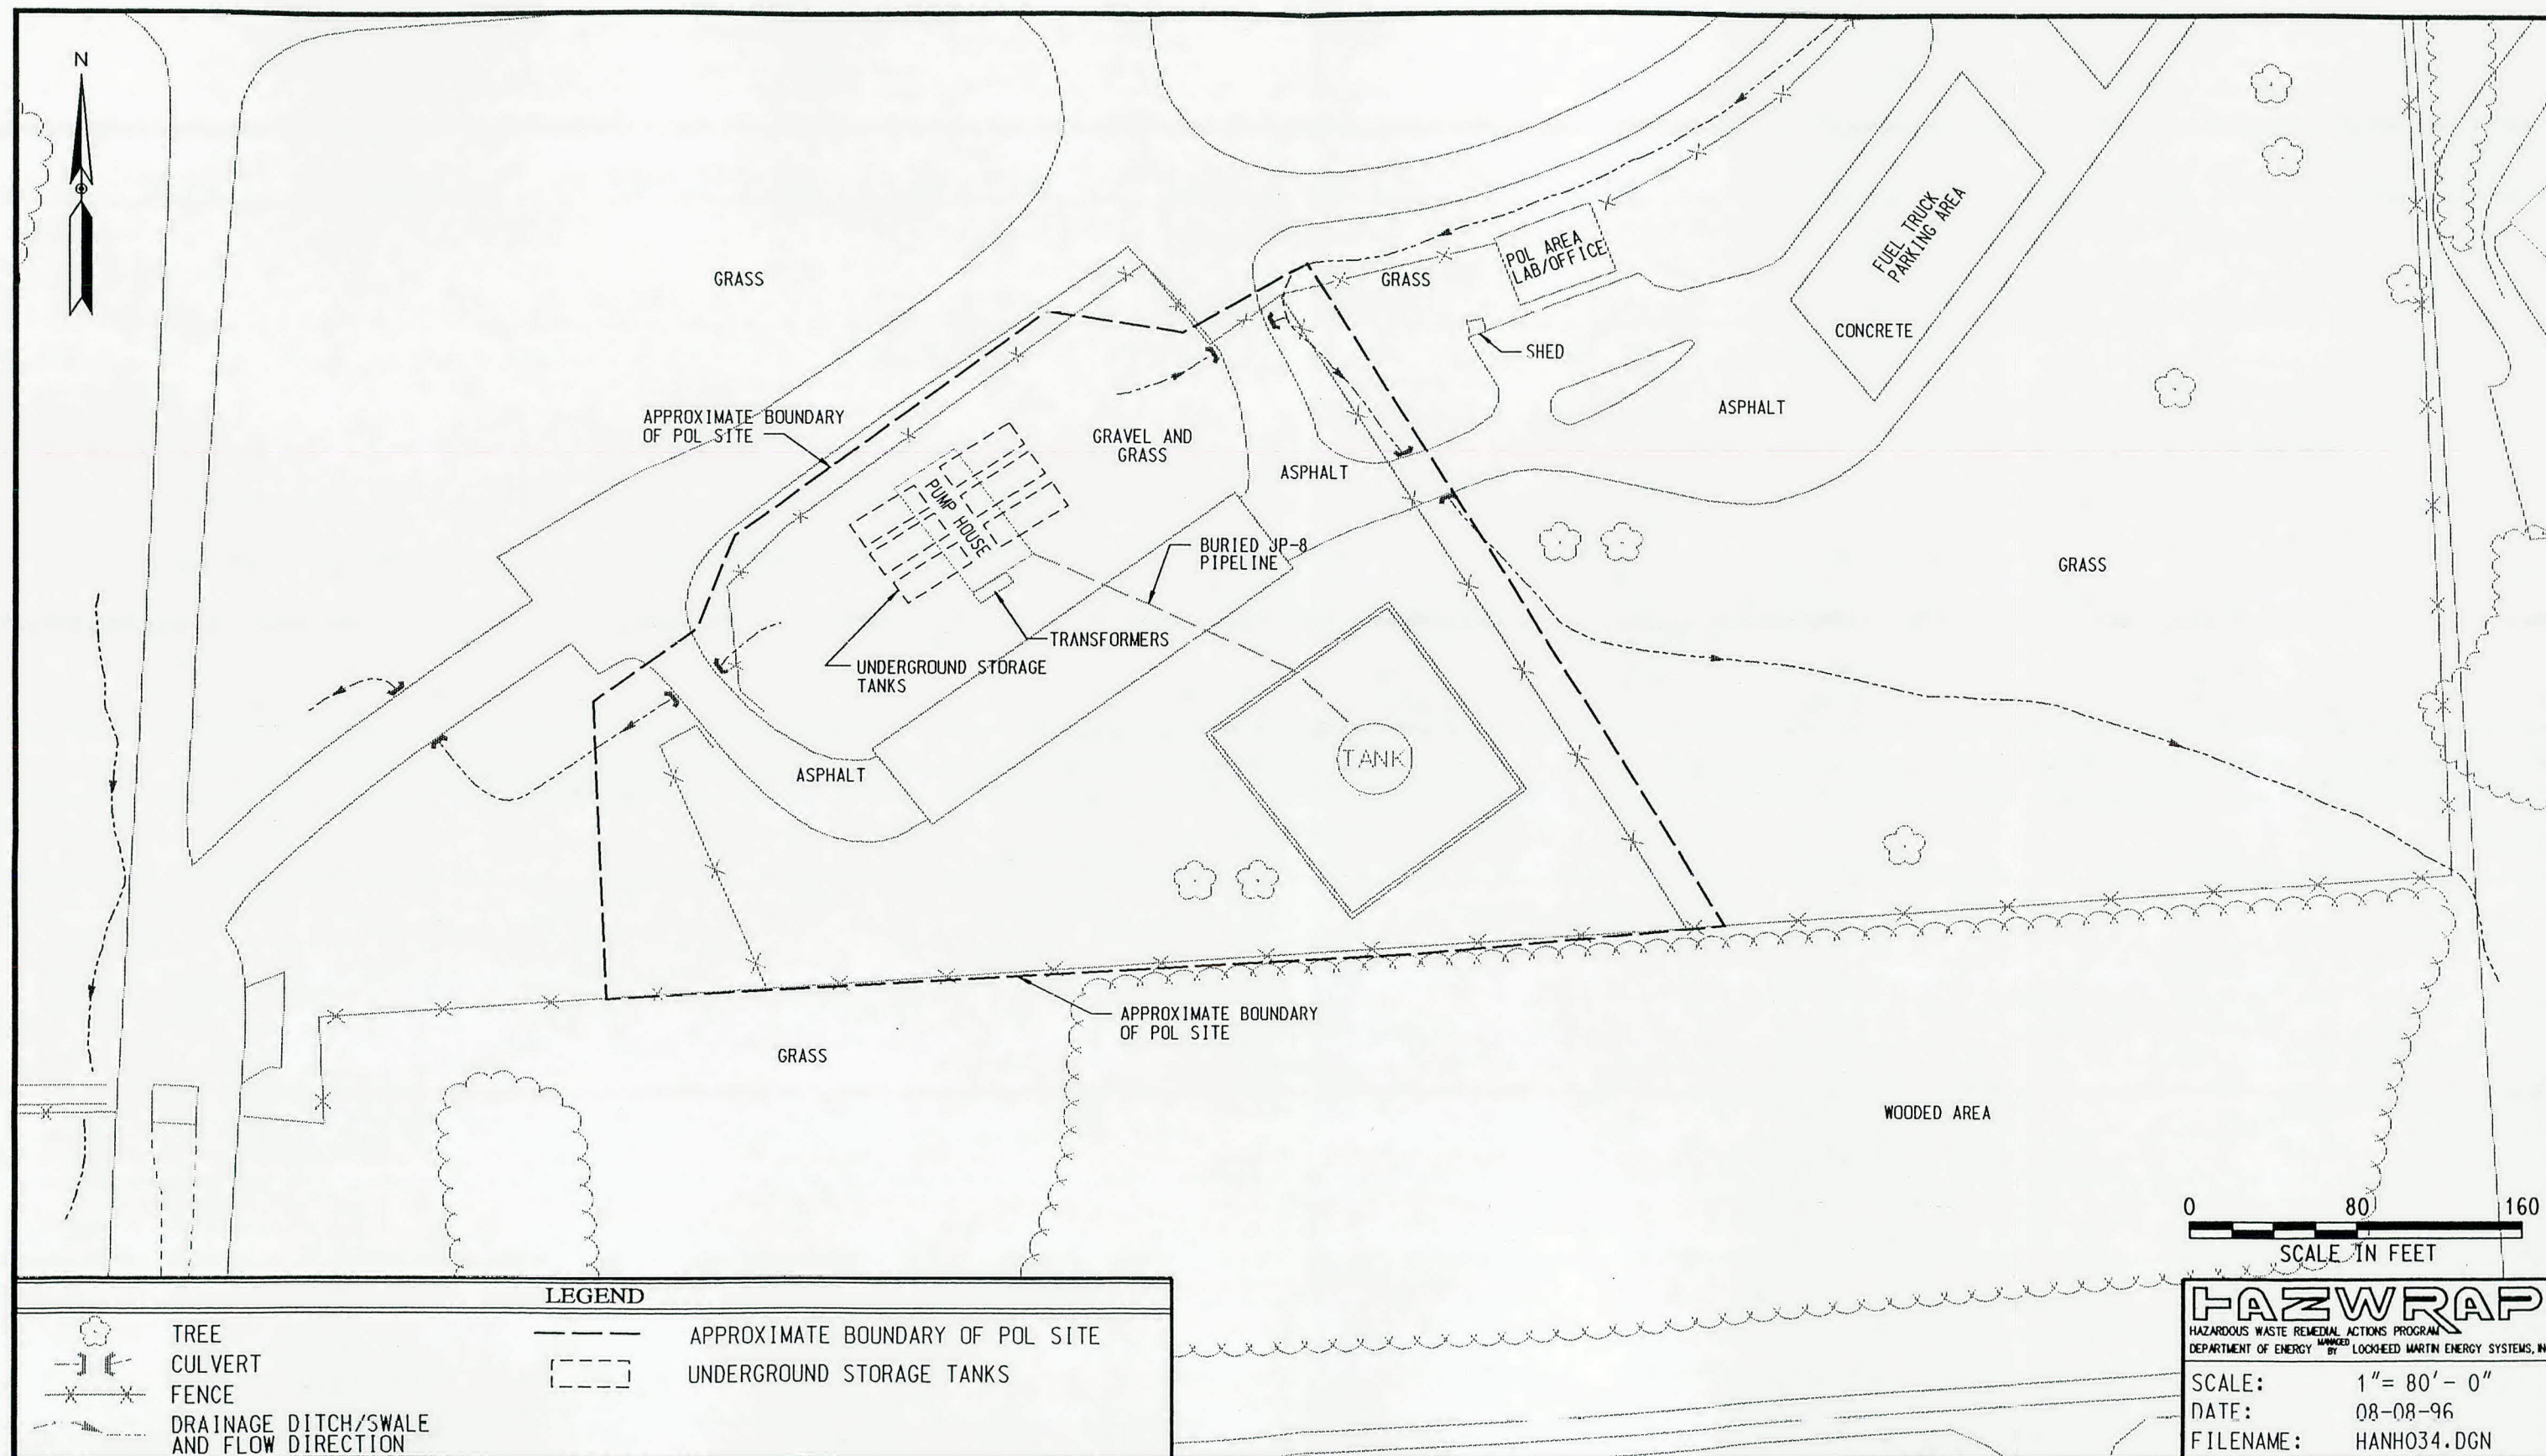 N
GRASS
POL AREA
LAB/OFFICE
GRASS
FUEL TRUCK
PARKING AREA
CONCRETE
SHED
ASPHALT
APPROXIMATE BOUNDARY
OF POL SITE
GRAVEL AND
GRASS
ASPHALT
PUMP HOUSE
BURIED JP-8
PIPELINE
GRASS
TRANSFORMERS
UNDERGROUND STORAGE
TANKS
ASPHALT
TANK
APPROXIMATE BOUNDARY
OF POL SITE
GRASS
WOODED AREA
0 80 160
SCALE IN FEET
LEGEND
TREE
CULVERT
FENCE
DRAINAGE DITCH/SWALE
AND FLOW DIRECTION
APPROXIMATE BOUNDARY OF POL SITE
UNDERGROUND STORAGE TANKS
HAZWRAP
HAZARDOUS WASTE REMEDIAL ACTIONS PROGRAM
DEPARTMENT OF ENERGY MANAGED BY LOCKHEED MARTIN ENERGY SYSTEMS,
SCALE: 1"= 80'- 0"
DATE: 08-08-96
FILENAME: HANH034.DGN